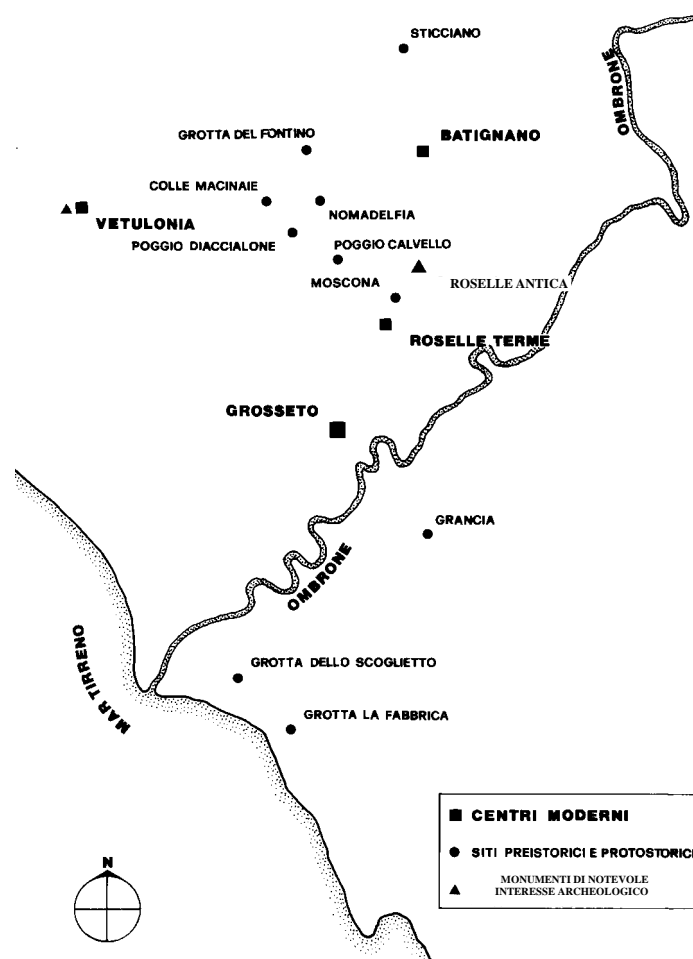 STICCIANO
OMBRONE
GROTTA DEL FONTINO
BATIGNANO
COLLE MACINAIE
NOMADELFIA
VETULONIA
POGGIO DIACCIALONE
POGGIO CALVELLO
MOSCONA
ROSELLE ANTICA
ROSELLE TERME
GROSSETO
GRANCIA
OMBRONE
MAR TIRRENO
GROTTA DELLO SCOGLIETTO
GROTTA LA FABBRICA
CENTRI MODERNI
SITI PREISTORICI E PROTOSTORICI
MONUMENTI DI NOTEVOLE
INTERESSE ARCHEOLOGICO
N